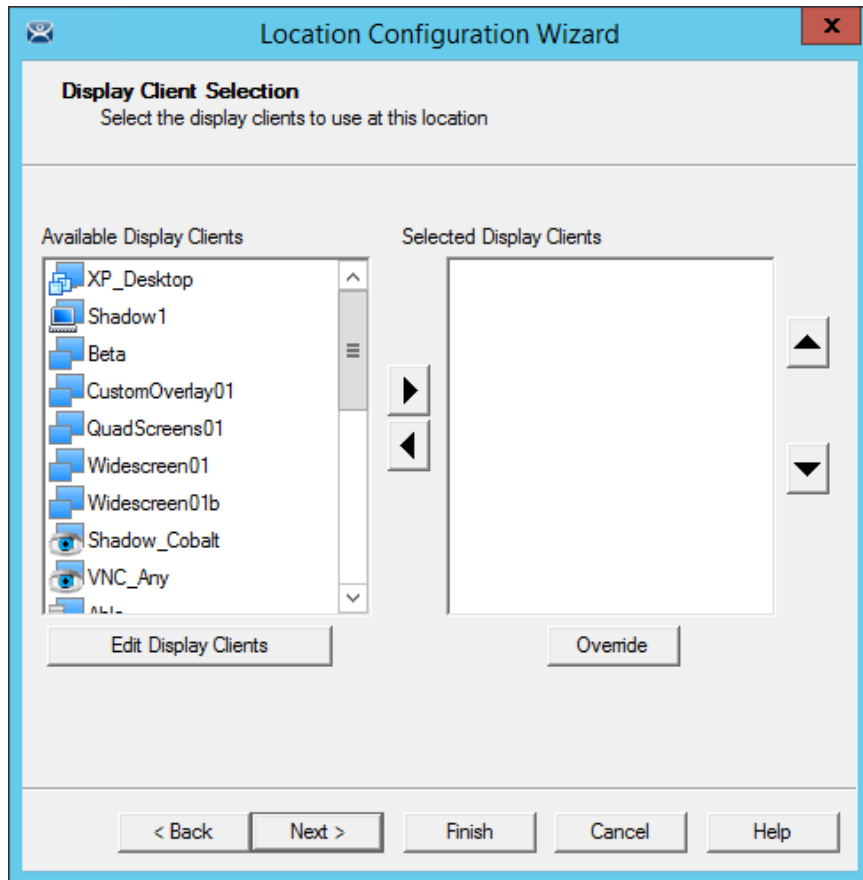 Location Configuration Wizard
x
Display Client Selection
Select the display clients to use at this location
Available Display Clients
Selected Display Clients
XP_Desktop
Shadow1
Beta
CustomOverlay01
QuadScreens01
Widescreen01
Widescreen01b
Shadow_Cobalt
VNC_Any
Edit Display Clients
Override
< Back
Next >
Finish
Cancel
Help